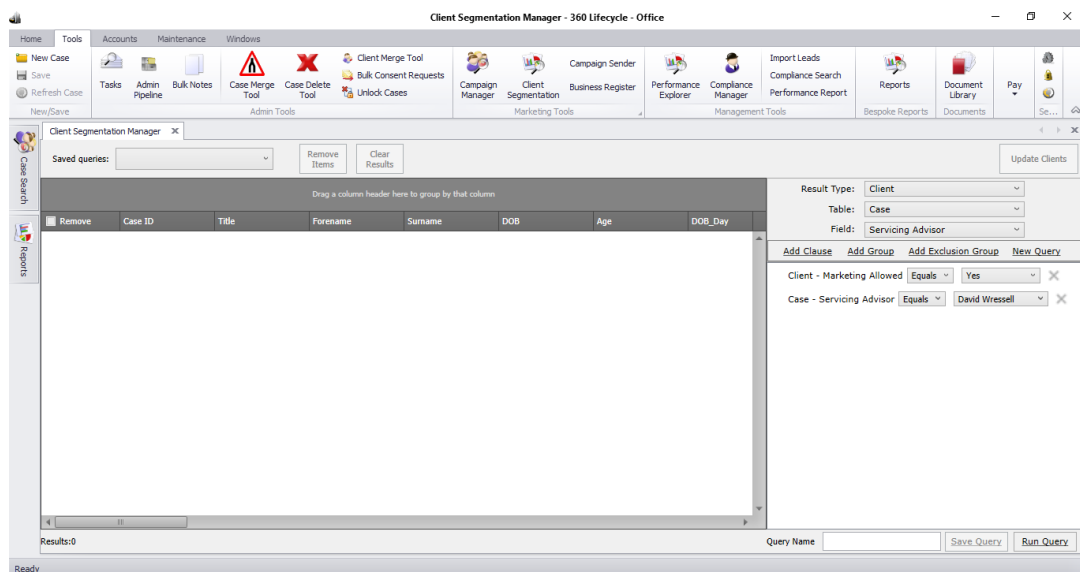 Client Segmentation Manager - 360 Lifecycle - Office
Home Tools Accounts Maintenance Windows
New Case
Save
Refresh Case
New/Save
Tasks
Admin Pipeline
Bulk Notes
Case Merge Tool
Case Delete Tool
Client Merge Tool
Bulk Consent Requests
Unlock Cases
Admin Tools
Campaign Manager
Client Segmentation
Campaign Sender
Business Register
Marketing Tools
Performance Explorer
Compliance Manager
Import Leads
Compliance Search
Performance Report
Management Tools
Reports
Bespoke Reports
Document Library
Documents
Pay
Se...
Case Search
Reports
Client Segmentation Manager
Saved queries:
Remove Items
Clear Results
Update Clients
Drag a column header here to group by that column
Remove Case ID Title Forename Surname DOB Age DOB_Day
Result Type: Client
Table: Case
Field: Servicing Advisor
Add Clause Add Group Add Exclusion Group New Query
Client - Marketing Allowed Equals Yes
Case - Servicing Advisor Equals David Wressell
Results:0
Query Name Save Query Run Query
Ready